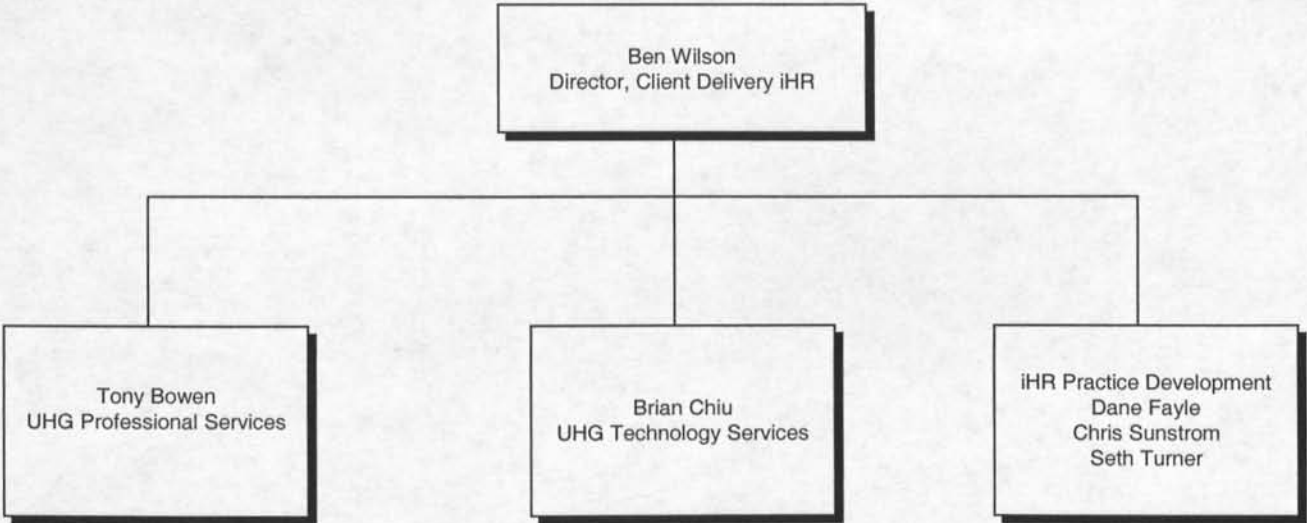 Ben Wilson
Director, Client Delivery iHR
Tony Bowen
UHG Professional Services
Brian Chiu
UHG Technology Services
iHR Practice Development
Dane Fayle
Chris Sunstrom
Seth Turner